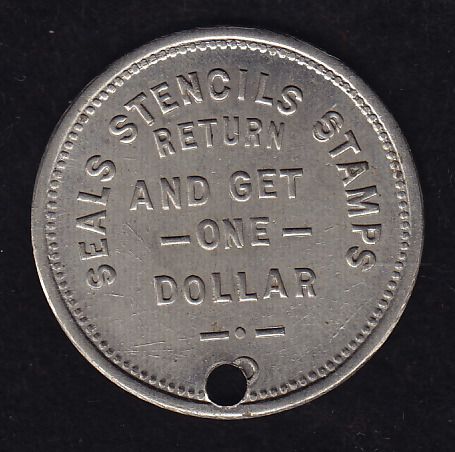 SEALS STENCILS STAMPS
RETURN
AND GET
— ONE —
DOLLAR